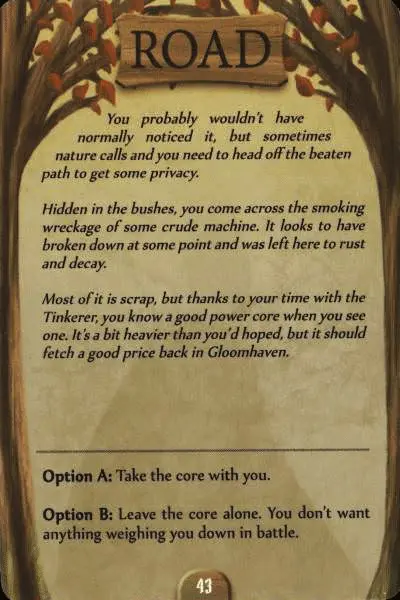 ROAD
You probably wouldn't have
normally noticed it, but sometimes
nature calls and you need to head off the beaten
path to get some privacy.
Hidden in the bushes, you come across the smoking
wreckage of some crude machine. It looks to have
broken down at some point and was left here to rust
and decay.
Most of it is scrap, but thanks to your time with the
Tinkerer, you know a good power core when you see
one. It's a bit heavier than you'd hoped, but it should
fetch a good price back in Gloomhaven.
Option A: Take the core with you.
Option B: Leave the core alone. You don't want
anything weighing you down in battle.
43